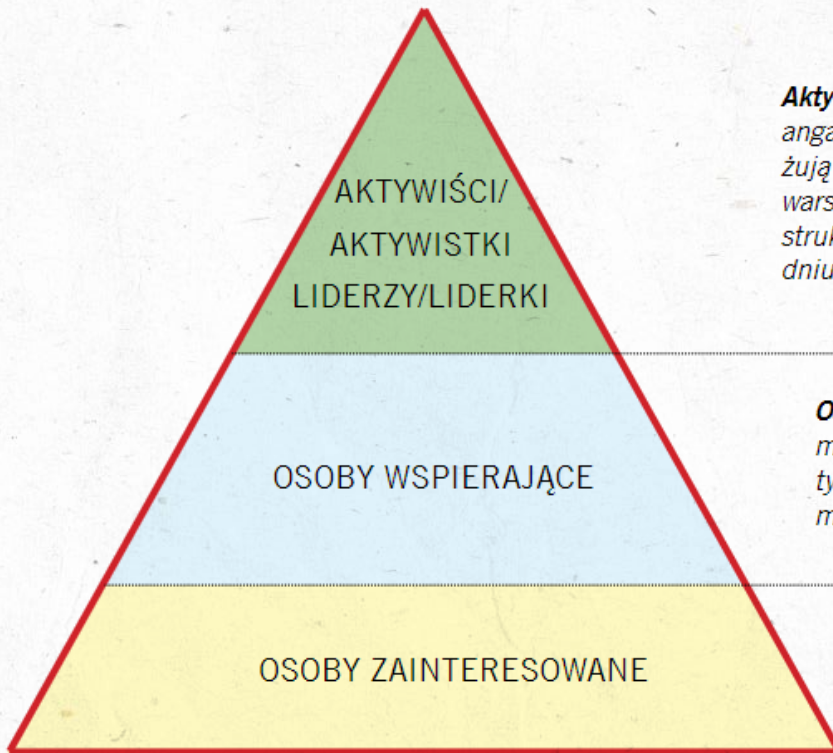 AKTYWIŚCI/
AKTYWISTKI
LIDERZY/LIDERKI
OSOBY WSPIERAJĄCE
OSOBY ZAINTERESOWANE
Akty
anga
żują
wars
struk
dniu
O
m
ty
m